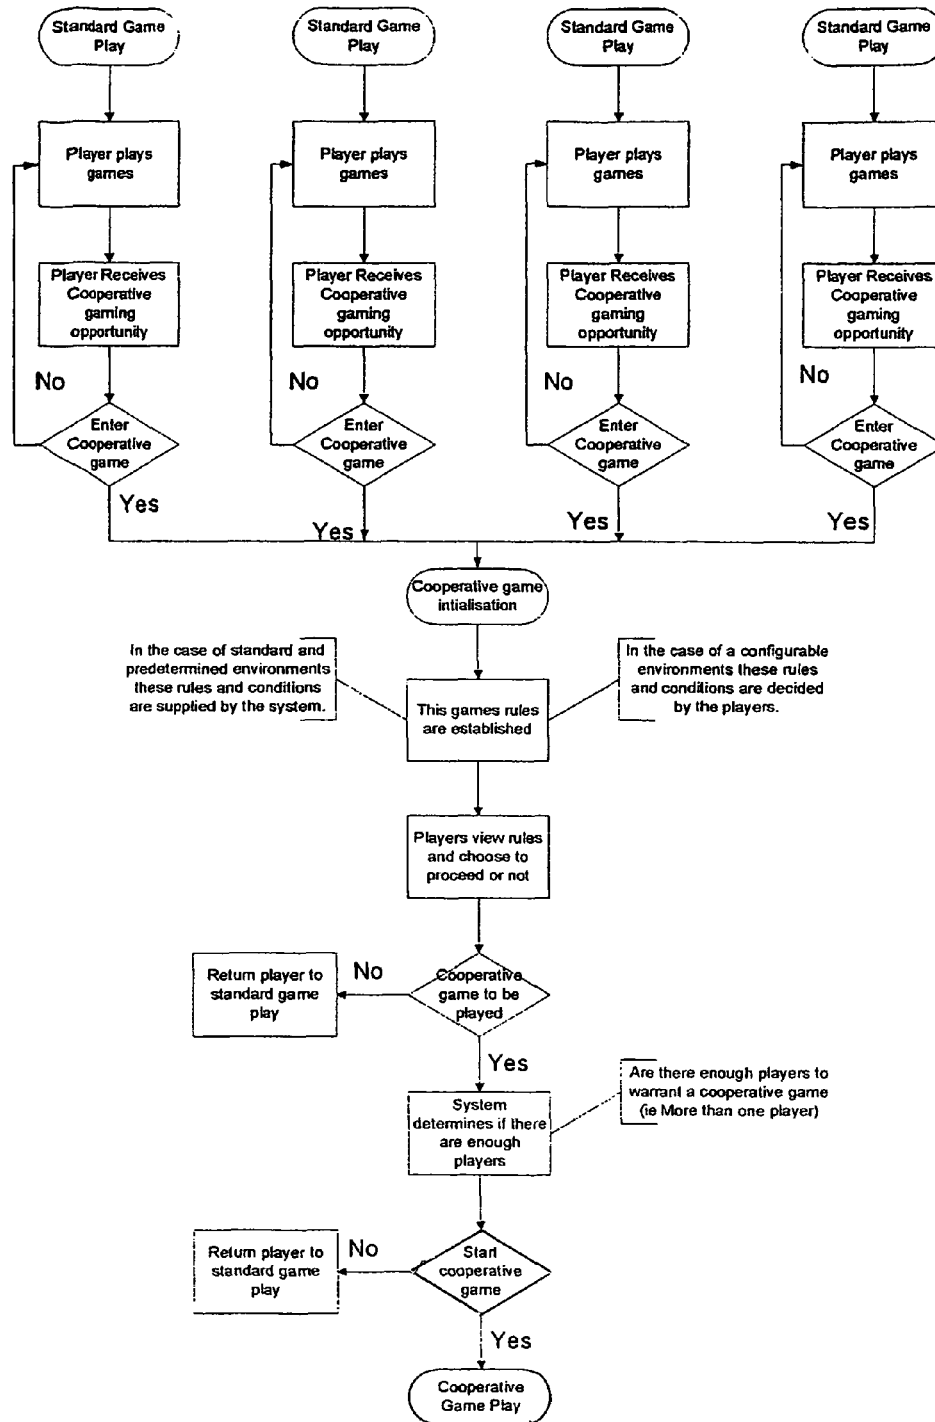 Standard Game
Play
Standard Game
Play
Standard Game
Play
Standard Game
Play
Player plays
games
Player plays
games
Player plays
games
Player plays
games
Player Receives
Cooperative
gaming
opportunity
Player Receives
Cooperative
gaming
opportunity
Player Receives
Cooperative
gaming
opportunity
Player Receives
Cooperative
gaming
opportunity
No
No
No
No
Enter
Cooperative
game
Enter
Cooperative
game
Enter
Cooperative
game
Enter
Cooperative
game
Yes
Yes
Yes
Yes
Cooperative game
intialisation
In the case of standard and
predetermined environments
these rules and conditions
are supplied by the system.
In the case of a configurable
environments these rules
and conditions are decided
by the players.
This games rules
are established
Players view rules
and choose to
proceed or not
Return player to
standard game
play
No
Cooperative
game to be
played
Yes
Are there enough players to
warrant a cooperative game
(ie More than one player)
System
determines if there
are enough
players
Return player to
standard game
play
No
Start
cooperative
game
Yes
Cooperative
Game Play